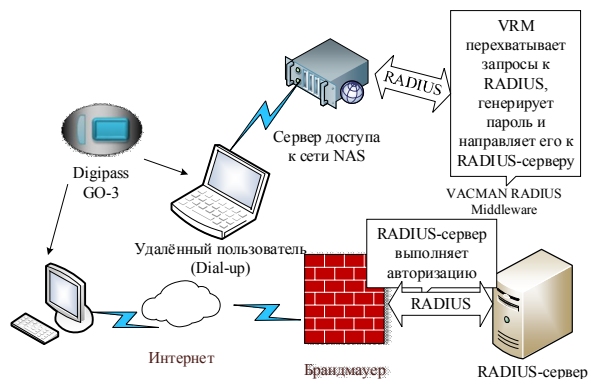 VRM
перехватывает
запросы к
RADIUS,
генерирует
пароль и
направляет его к
RADIUS-серверу
RADIUS
Сервер доступа
к сети NAS
VACMAN RADIUS
Middleware
Digipass
GO-3
Удалённый пользователь
(Dial-up)
RADIUS-сервер
выполняет
авторизацию
RADIUS
Интернет
Брандмауер
RADIUS-сервер